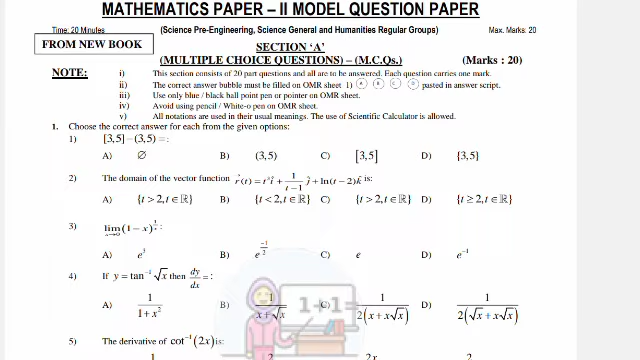 MATHEMATICS PAPER – II MODEL QUESTION PAPER
Time: 20 Minutes (Science Pre-Engineering, Science General and Humanities Regular Groups) Max. Marks: 20
FROM NEW BOOK
SECTION 'A'
(MULTIPLE CHOICE QUESTIONS) – (M.C.Qs.) (Marks : 20)
NOTE: i) This section consists of 20 part questions and all are to be answered. Each question carries one mark.
ii) The correct answer bubble must be filled on OMR sheet 1) Ⓐ Ⓑ Ⓒ Ⓓ pasted in answer script.
iii) Use only blue / black ball point pen or pointer on OMR sheet.
iv) Avoid using pencil / White-o pen on OMR sheet.
v) All notations are used in their usual meanings. The use of Scientific Calculator is allowed.
1. Choose the correct answer for each from the given options:
1) [3,5] – (3,5) = :
A) ∅ B) (3,5) C) [3,5] D) {3,5}
2) The domain of the vector function r(t) = t³î + 1/(t–1) ĵ + ln(t–2)k̂ is:
A) {t > 2, t ∈ ℝ} B) {t < 2, t ∈ ℝ} C) {t > 2, t ∈ ℝ} D) {t ≥ 2, t ∈ ℝ}
3) lim x→0 (1 – x)
A) e³ B) e^(–1/2) C) e D) e⁻¹
4) If y = tan⁻¹ √x then dy/dx = :
A) 1/(1+x²) B) 1/(x+√x) C) 1/(2(x+x√x)) D) 1/(2(√x+x√x))
5) The derivative of cot⁻¹(2x) is:
1 2 2x 2
1+1=